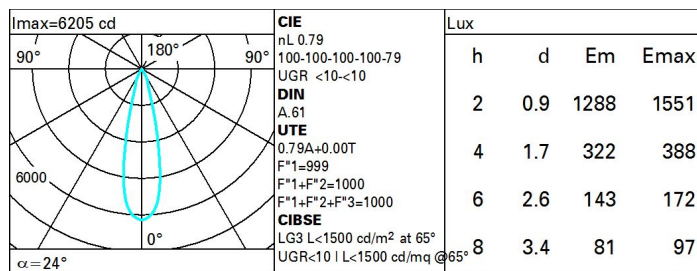 Imax=6205 cd
90°
180°
90°
6000
0°
α=24°
CIE
nL 0.79
100-100-100-100-79
UGR <10-<10
DIN
A.61
UTE
0.79A+0.00T
F"1=999
F"1+F"2=1000
F"1+F"2+F"3=1000
CIBSE
LG3 L<1500 cd/m² at 65°
UGR<10 | L<1500 cd/mq @65°
Lux
h d Em Emax
2 0.9 1288 1551
4 1.7 322 388
6 2.6 143 172
8 3.4 81 97